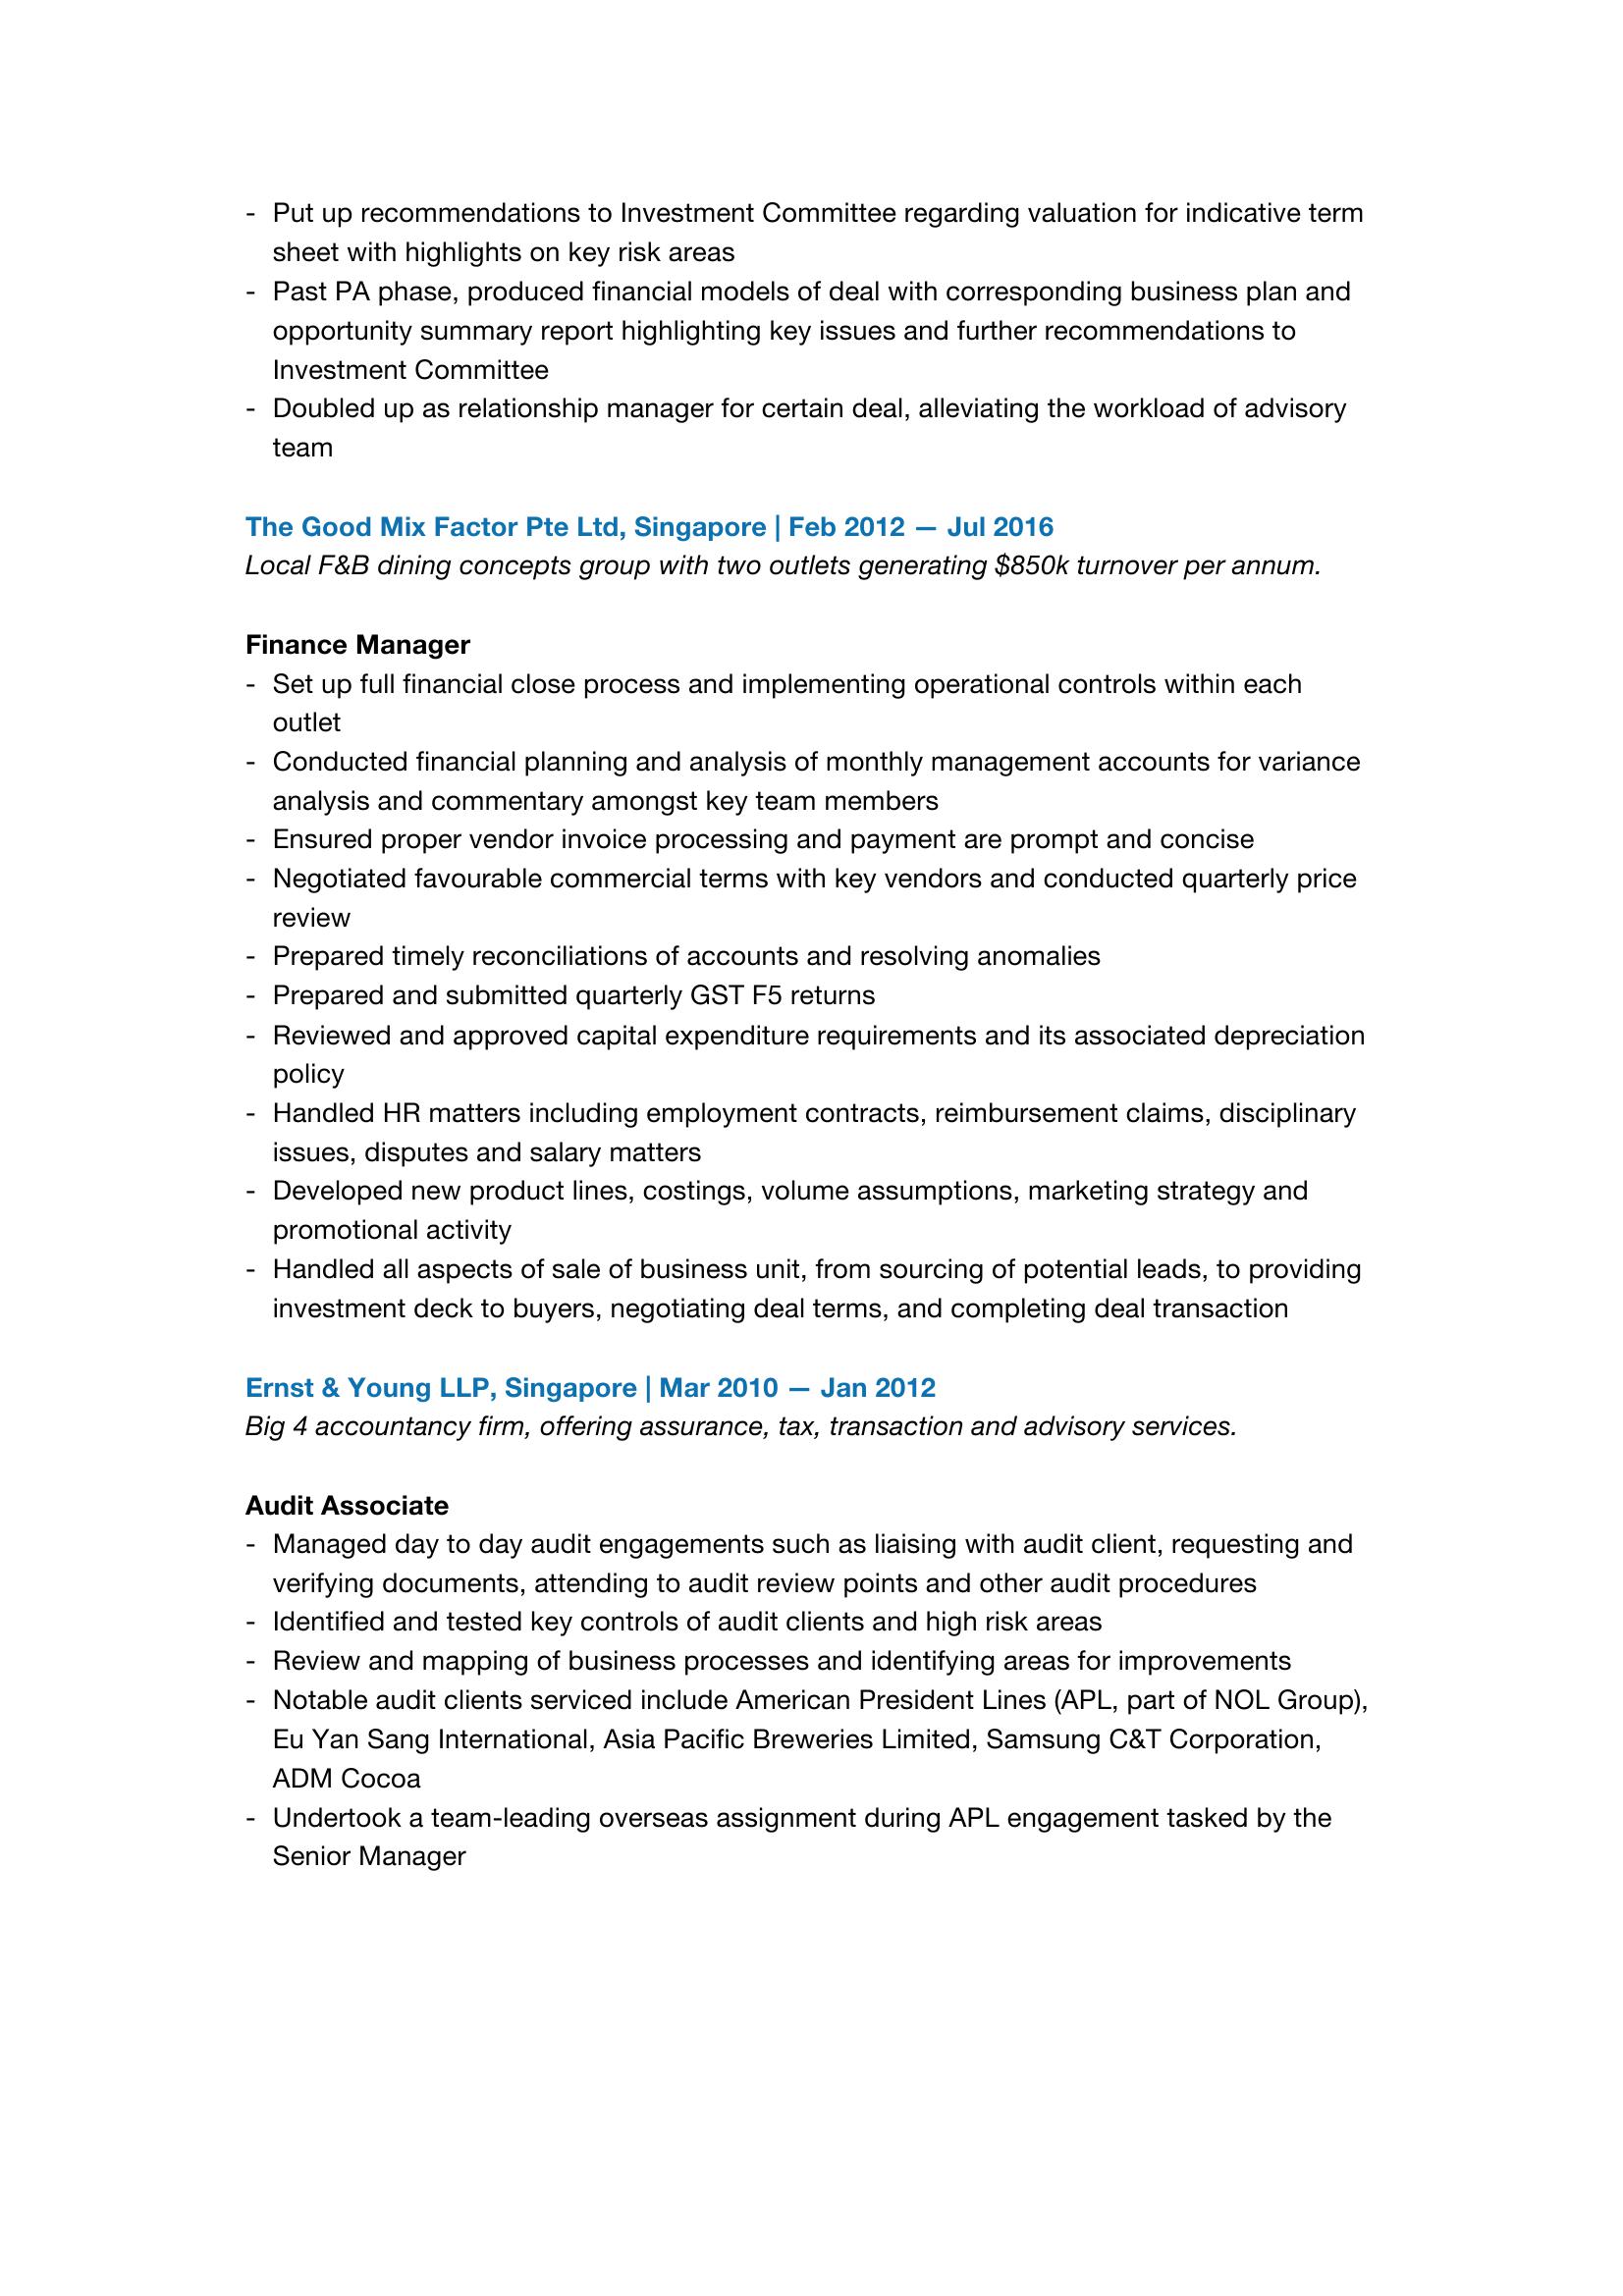 - Put up recommendations to Investment Committee regarding valuation for indicative term
sheet with highlights on key risk areas
- Past PA phase, produced financial models of deal with corresponding business plan and
opportunity summary report highlighting key issues and further recommendations to
Investment Committee
- Doubled up as relationship manager for certain deal, alleviating the workload of advisory
team
The Good Mix Factor Pte Ltd, Singapore | Feb 2012 — Jul 2016
Local F&B dining concepts group with two outlets generating $850k turnover per annum.
Finance Manager
- Set up full financial close process and implementing operational controls within each
outlet
- Conducted financial planning and analysis of monthly management accounts for variance
analysis and commentary amongst key team members
- Ensured proper vendor invoice processing and payment are prompt and concise
- Negotiated favourable commercial terms with key vendors and conducted quarterly price
review
- Prepared timely reconciliations of accounts and resolving anomalies
- Prepared and submitted quarterly GST F5 returns
- Reviewed and approved capital expenditure requirements and its associated depreciation
policy
- Handled HR matters including employment contracts, reimbursement claims, disciplinary
issues, disputes and salary matters
- Developed new product lines, costings, volume assumptions, marketing strategy and
promotional activity
- Handled all aspects of sale of business unit, from sourcing of potential leads, to providing
investment deck to buyers, negotiating deal terms, and completing deal transaction
Ernst & Young LLP, Singapore | Mar 2010 — Jan 2012
Big 4 accountancy firm, offering assurance, tax, transaction and advisory services.
Audit Associate
- Managed day to day audit engagements such as liaising with audit client, requesting and
verifying documents, attending to audit review points and other audit procedures
- Identified and tested key controls of audit clients and high risk areas
- Review and mapping of business processes and identifying areas for improvements
- Notable audit clients serviced include American President Lines (APL, part of NOL Group),
Eu Yan Sang International, Asia Pacific Breweries Limited, Samsung C&T Corporation,
ADM Cocoa
- Undertook a team-leading overseas assignment during APL engagement tasked by the
Senior Manager